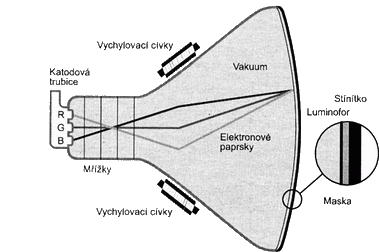 Vychylovací cívky
Katodová
trubice
Vakuum
Stínítko
Luminofor
R
G
B
Elektronové
paprsky
Mřížky
Vychylovací cívky
Maska